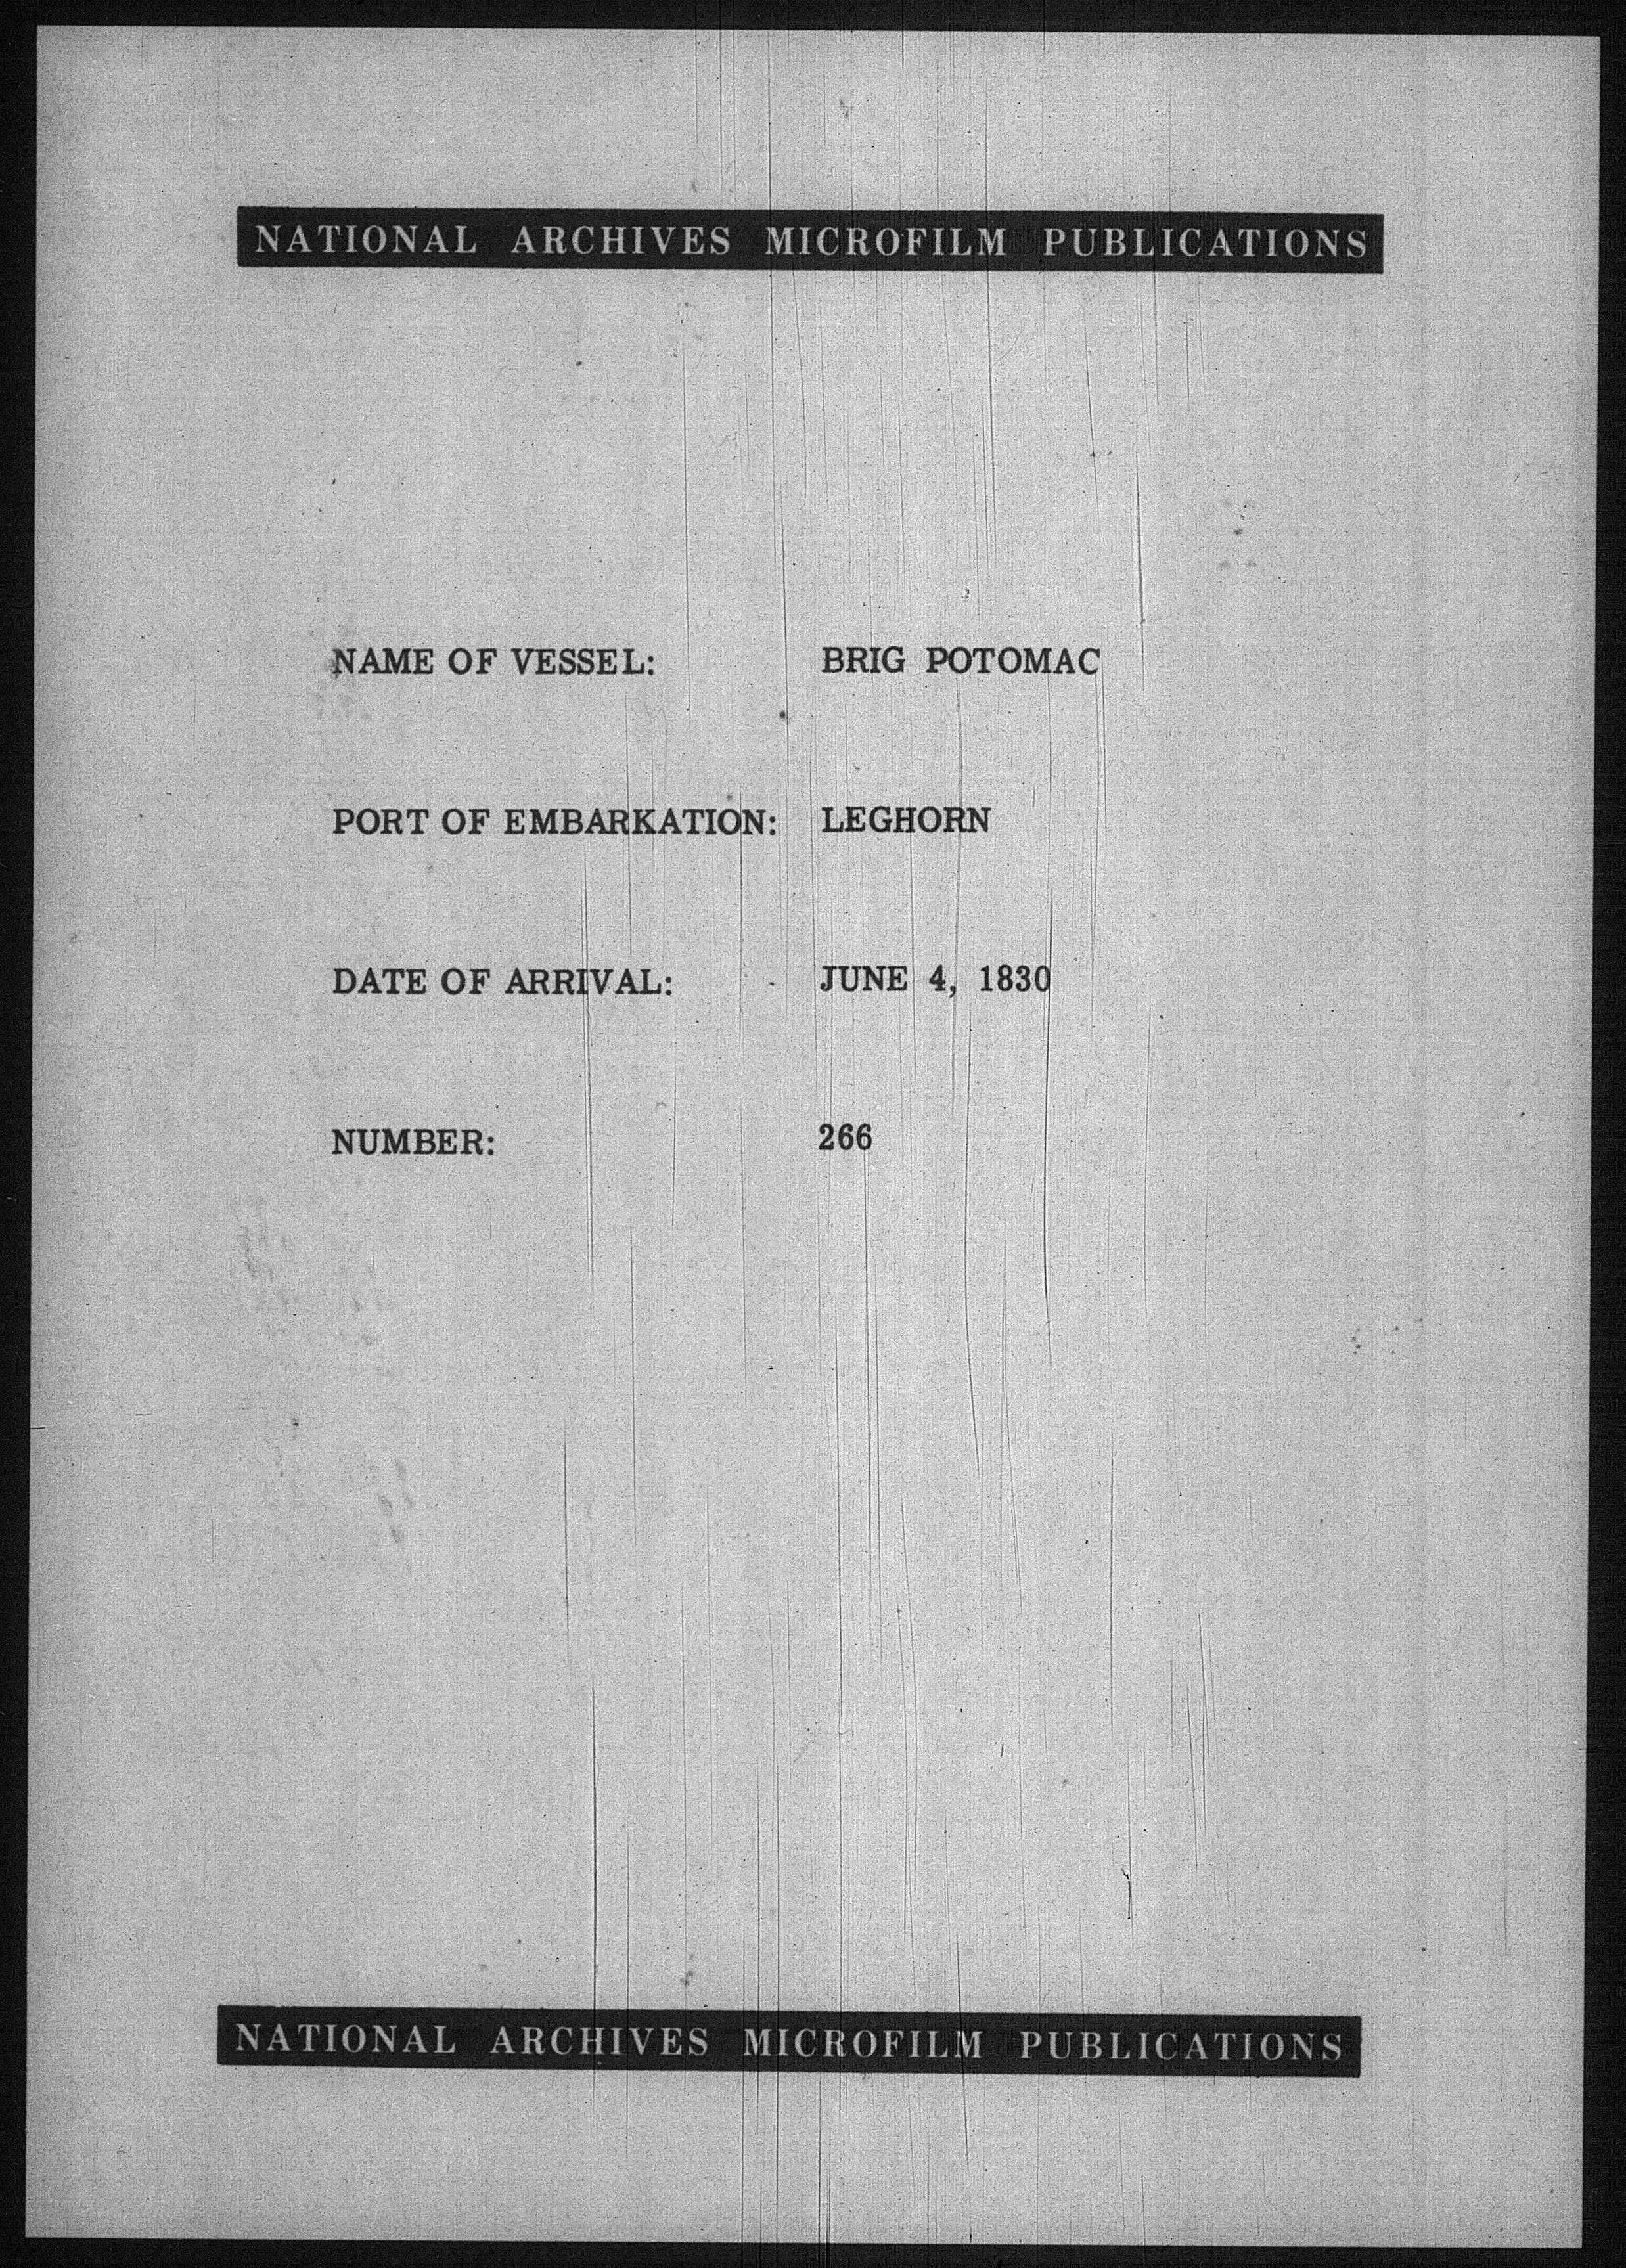 NATIONAL ARCHIVES MICROFILM PUBLICATIONS
NAME OF VESSEL: BRIG POTOMAC
PORT OF EMBARKATION: LEGHORN
DATE OF ARRIVAL: JUNE 4, 1830
NUMBER: 266
NATIONAL ARCHIVES MICROFILM PUBLICATIONS